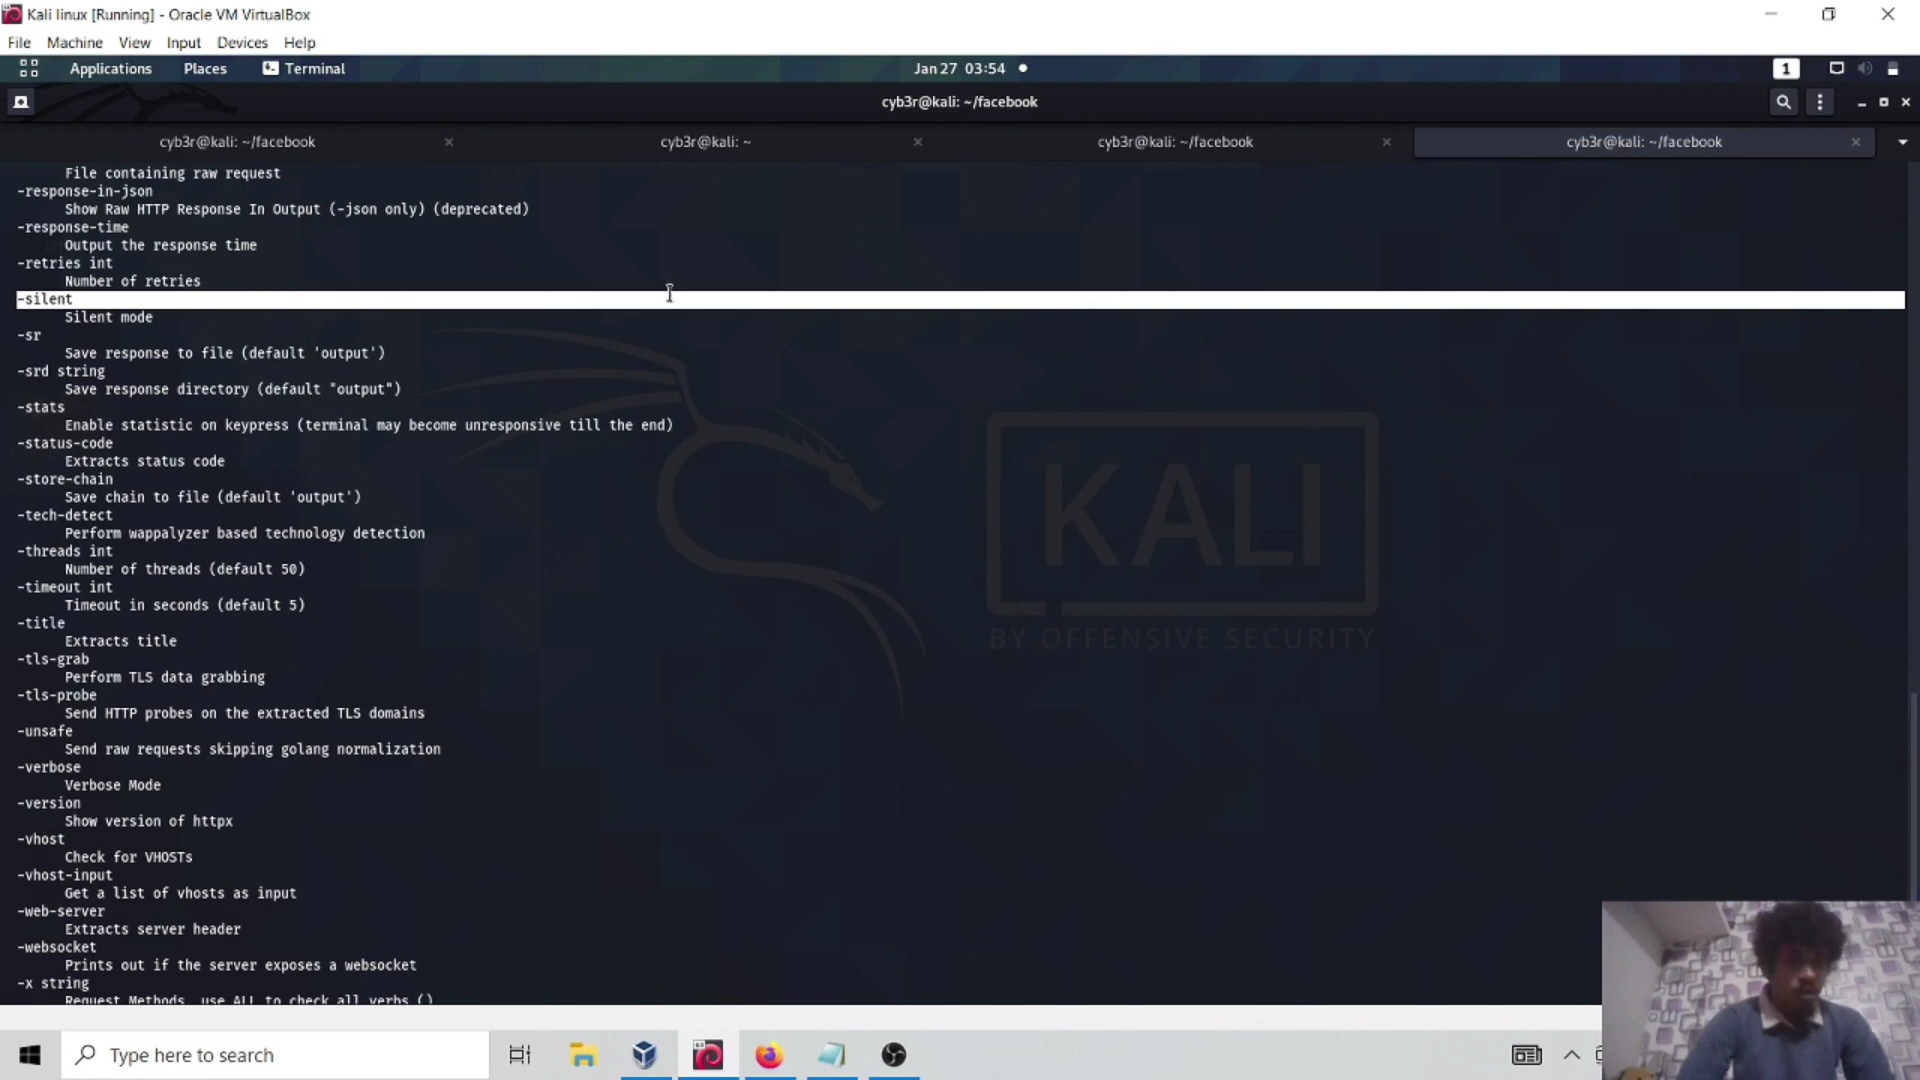 Kali linux [Running] - Oracle VM VirtualBox
File Machine View Input Devices Help
Applications Places Terminal Jan 27 03:54 1
cyb3r@kali: ~/facebook
cyb3r@kali: ~/facebook cyb3r@kali: ~ cyb3r@kali: ~/facebook cyb3r@kali: ~/facebook
File containing raw request
-response-in-json
Show Raw HTTP Response In Output (-json only) (deprecated)
-response-time
Output the response time
-retries int
Number of retries
-silent
Silent mode
-sr
Save response to file (default 'output')
-srd string
Save response directory (default "output")
-stats
Enable statistic on keypress (terminal may become unresponsive till the end)
-status-code
Extracts status code
-store-chain
Save chain to file (default 'output')
-tech-detect
Perform wappalyzer based technology detection
-threads int
Number of threads (default 50)
-timeout int
Timeout in seconds (default 5)
-title
Extracts title
-tls-grab
Perform TLS data grabbing
-tls-probe
Send HTTP probes on the extracted TLS domains
-unsafe
Send raw requests skipping golang normalization
-verbose
Verbose Mode
-version
Show version of httpx
-vhost
Check for VHOSTs
-vhost-input
Get a list of vhosts as input
-web-server
Extracts server header
-websocket
Prints out if the server exposes a websocket
-x string
Request Methods, use ALL to check all verbs ()
KALI
BY OFFENSIVE SECURITY
Type here to search